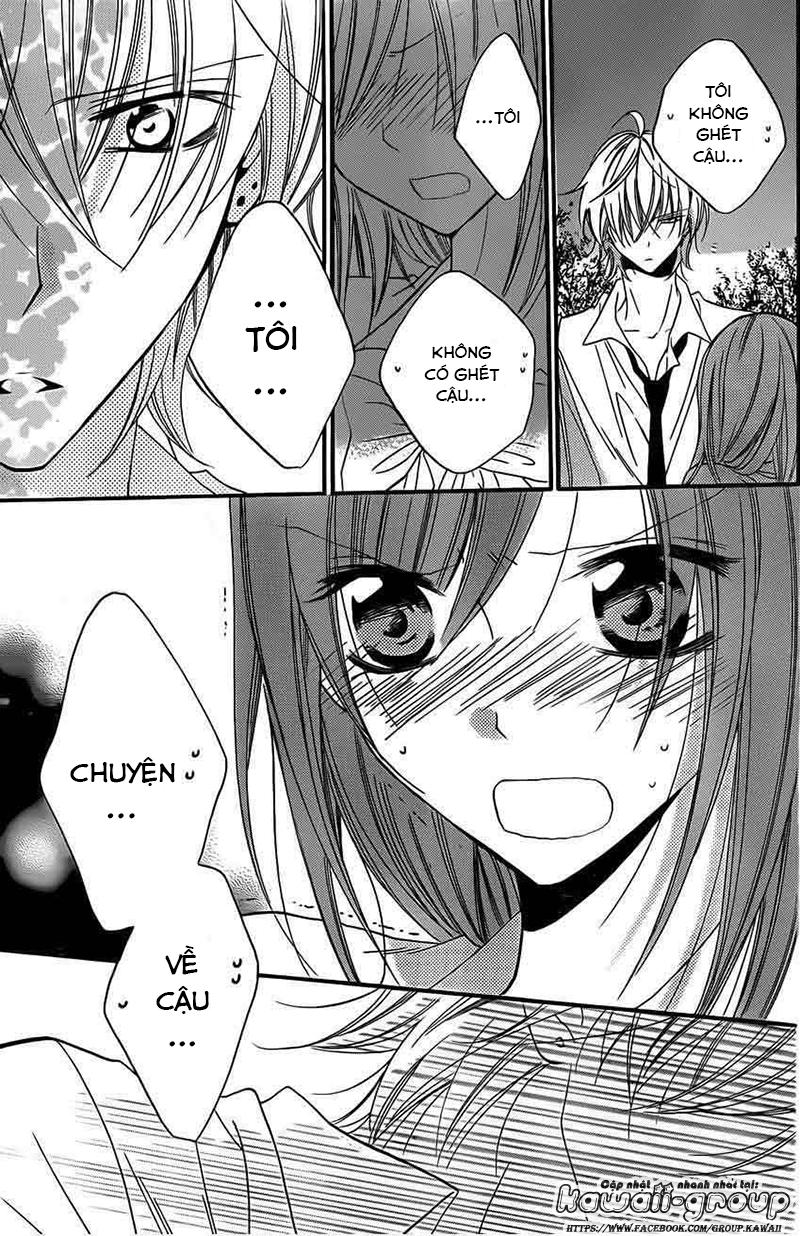 TÔI
KHÔNG
GHÉT
CẬU...
...TÔI
KHÔNG
CÓ GHÉT
CẬU...
...
TÔI
...
CHUYỆN
...
VỀ
CẬU
...
Cập nhật nhanh nhất tại:
kawaii-group
HTTPS://WWW.FACEBOOK.COM/GROUP.KAWAII